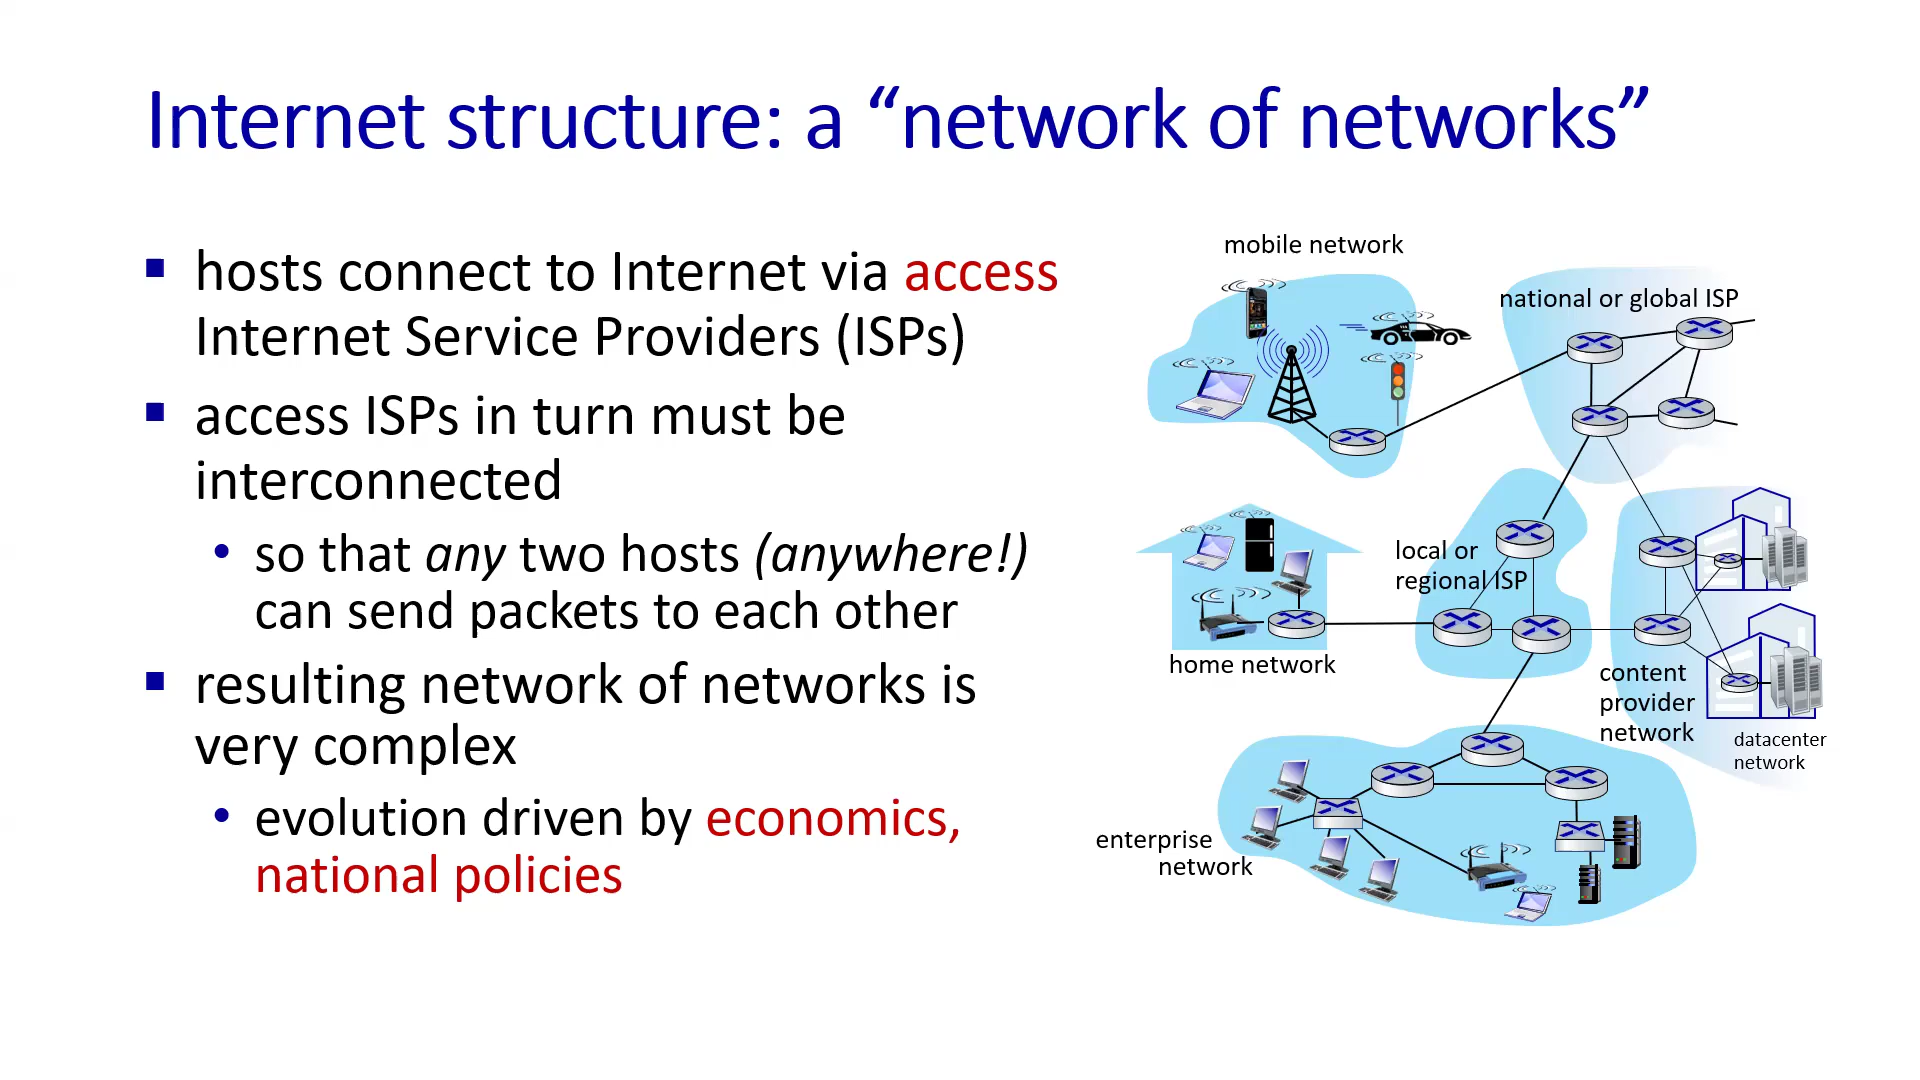 Internet structure: a “network of networks”
▪ hosts connect to Internet via access
Internet Service Providers (ISPs)
▪ access ISPs in turn must be
interconnected
• so that any two hosts (anywhere!)
can send packets to each other
▪ resulting network of networks is
very complex
• evolution driven by economics,
national policies
mobile network
national or global ISP
local or
regional ISP
home network
content
provider
network
datacenter
network
enterprise
network